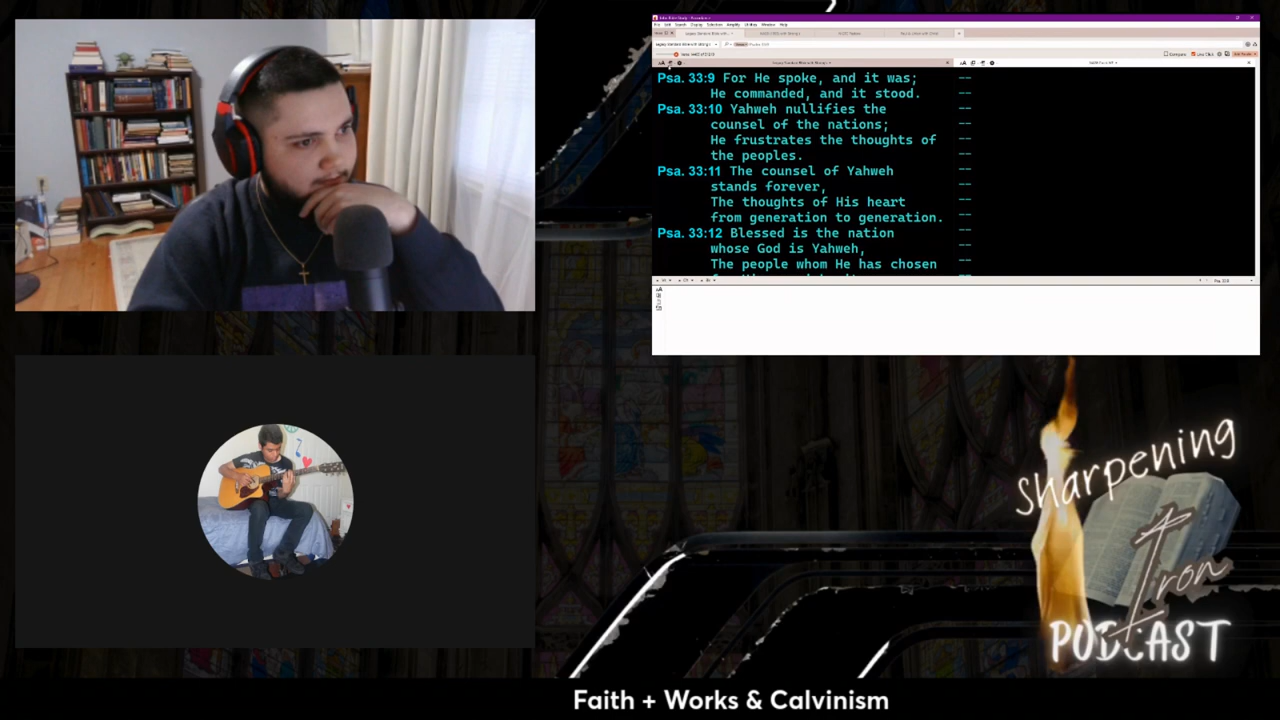 Psa. 33:9 For He spoke, and it was;
He commanded, and it stood.
Psa. 33:10 Yahweh nullifies the
counsel of the nations;
He frustrates the thoughts of
the peoples.
Psa. 33:11 The counsel of Yahweh
stands forever,
The thoughts of His heart
from generation to generation.
Psa. 33:12 Blessed is the nation
whose God is Yahweh,
The people whom He has chosen
Sharpening
Iron
PODCAST
Faith + Works & Calvinism